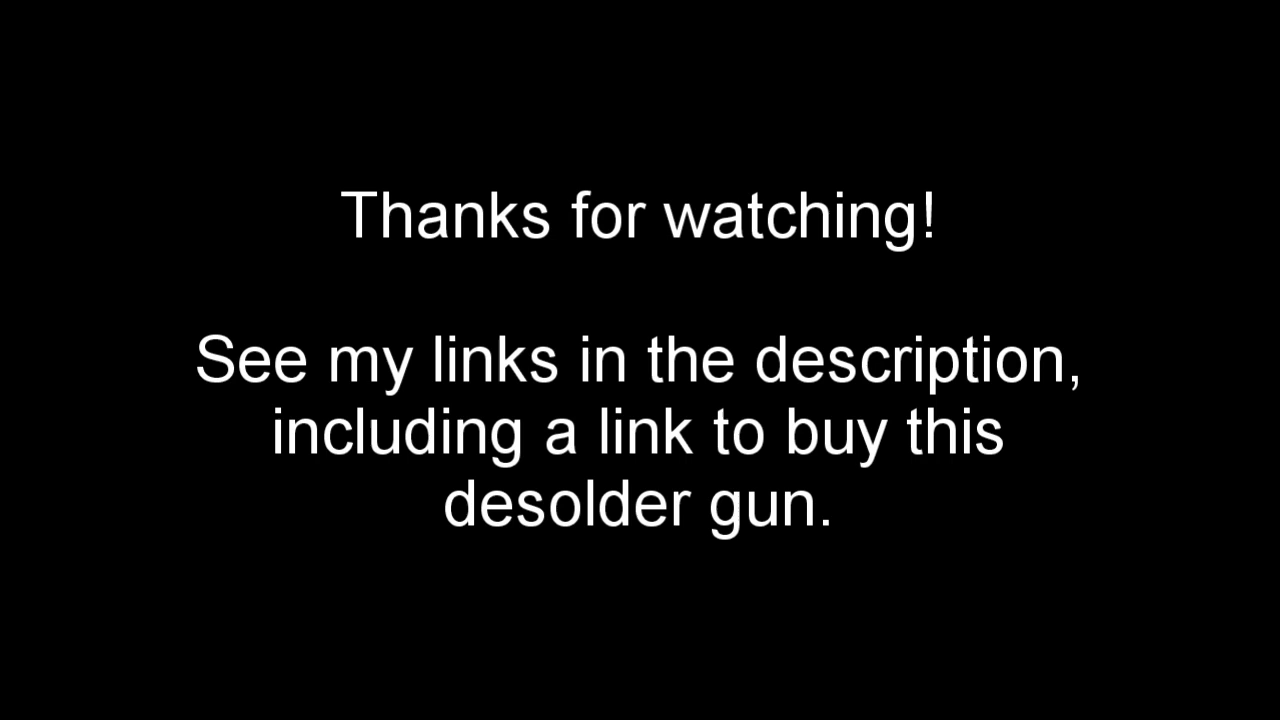 Thanks for watching!
See my links in the description,
including a link to buy this
desolder gun.